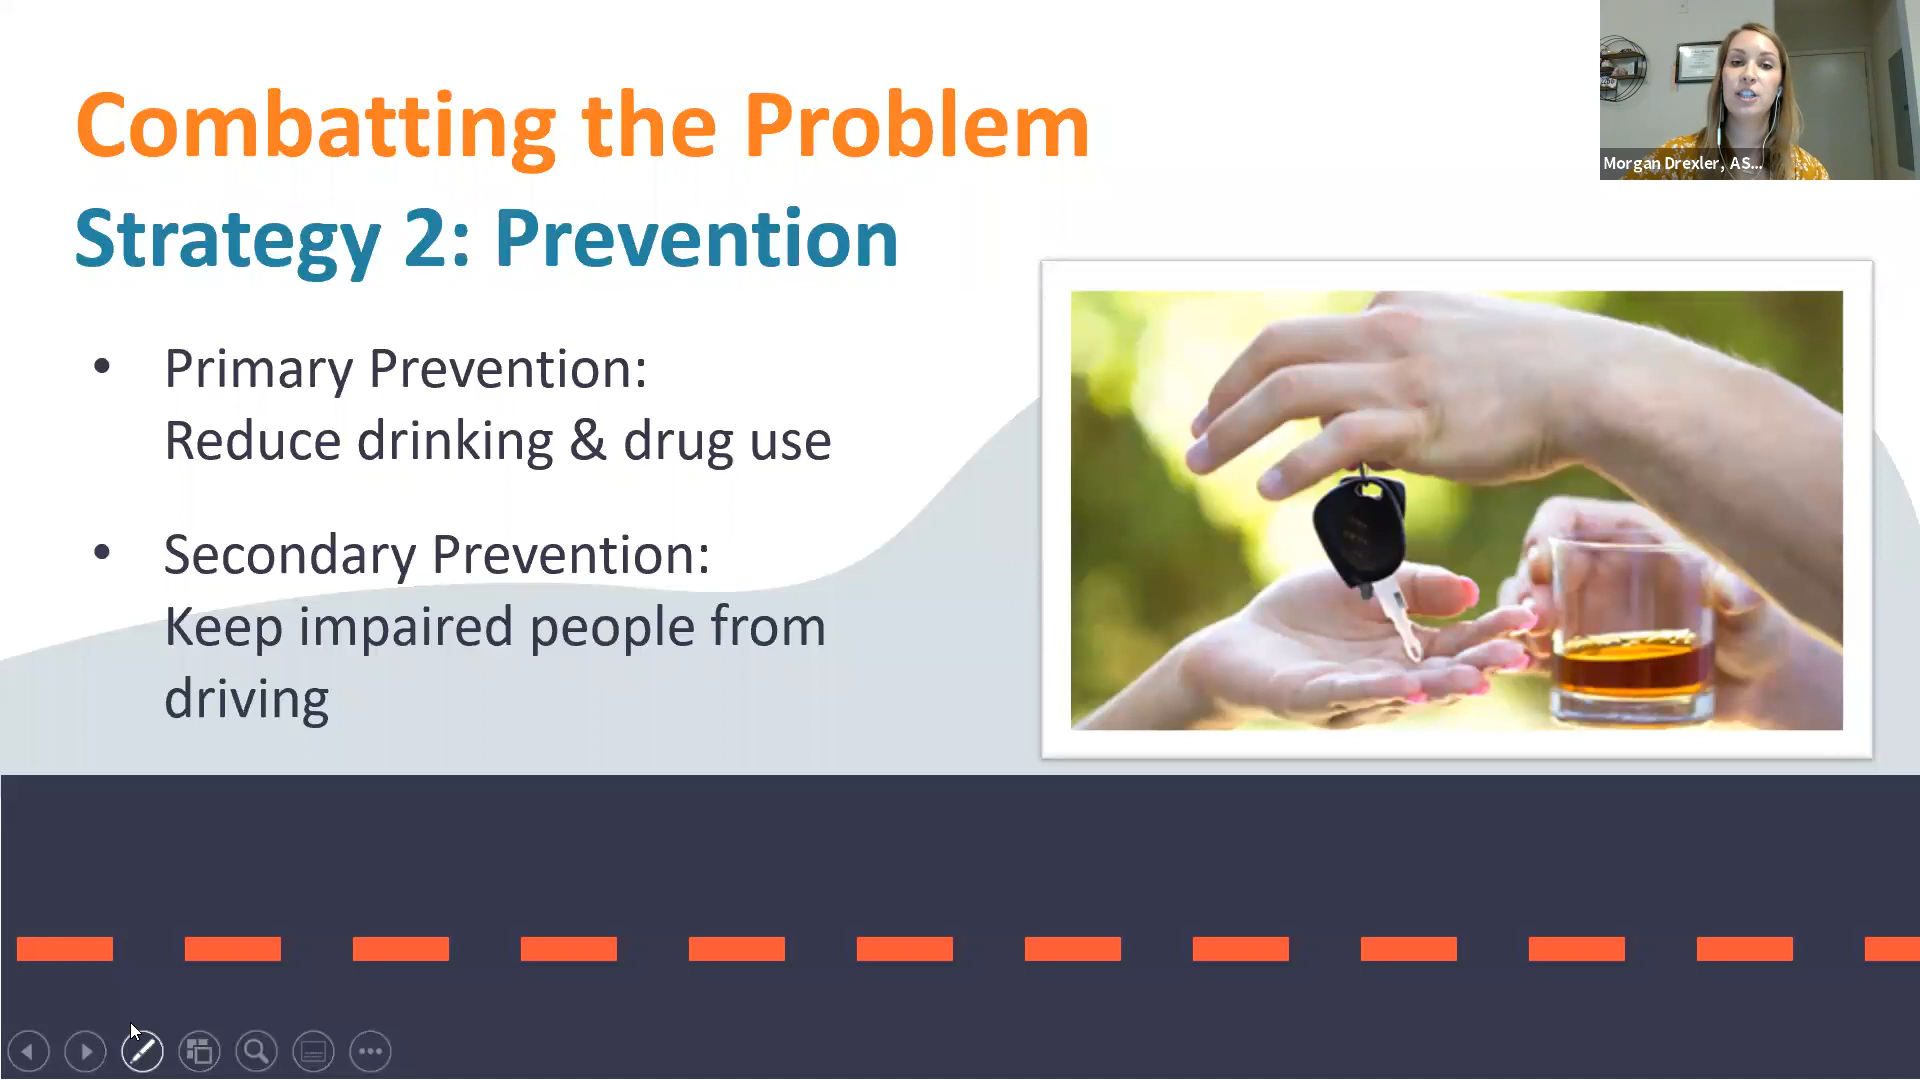 Combatting the Problem
Strategy 2: Prevention
• Primary Prevention:
Reduce drinking & drug use
• Secondary Prevention:
Keep impaired people from
driving
Morgan Drexler, AS...